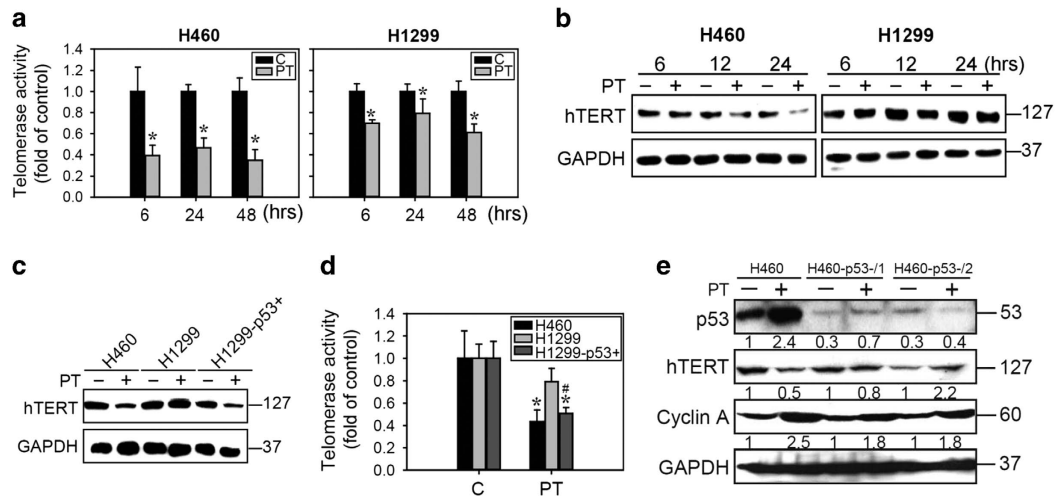 a
H460
H1299
Telomerase activity
(fold of control)
1.4
1.2
1.0
0.8
0.6
0.4
0.2
0.0
C
PT
C
PT
* * *
* * *
6 24 48 (hrs)
6 24 48 (hrs)
b
H460 H1299
6 12 24 6 12 24 (hrs)
PT – + – + – + – + – + – +
hTERT 127
GAPDH 37
c
H460 H1299 H1299-p53+
PT – + – + – +
hTERT 127
GAPDH 37
d
Telomerase activity
(fold of control)
1.4
1.2
1.0
0.8
0.6
0.4
0.2
0.0
H460
H1299
H1299-p53+
* #
*
C PT
e
H460 H460-p53-/1 H460-p53-/2
PT – + – + – +
p53 53
1 2.4 0.3 0.7 0.3 0.4
hTERT 127
1 0.5 1 0.8 1 2.2
Cyclin A 60
1 2.5 1 1.8 1 1.8
GAPDH 37